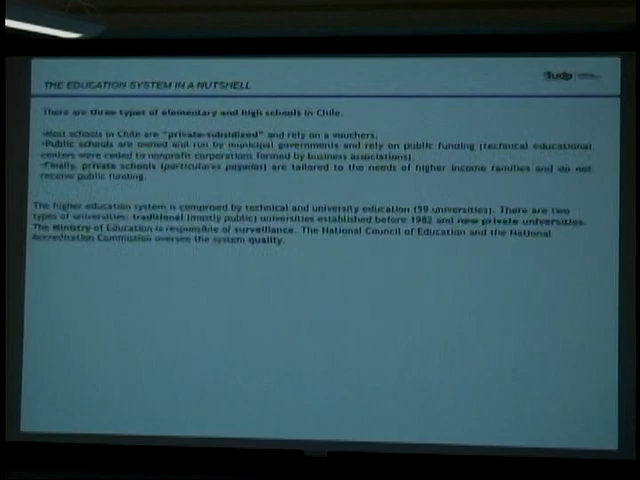 THE EDUCATION SYSTEM IN A NUTSHELL
udp
There are three types of elementary and high schools in Chile.
•Most schools in Chile are "private-subsidized" and rely on a vouchers.
•Public schools are owned and run by municipal governments and rely on public funding (technical educational
centers were ceded to nonprofit corporations formed by business associations).
•Finally, private schools (particulares pagados) are tailored to the needs of higher income families and do not
receive public funding.
The higher education system is comprised by technical and university education (59 universities). There are two
types of universities: traditional (mostly public) universities established before 1982 and new private universities.
The Ministry of Education is responsible of surveillance. The National Council of Education and the National
Accreditation Commission oversee the system quality.